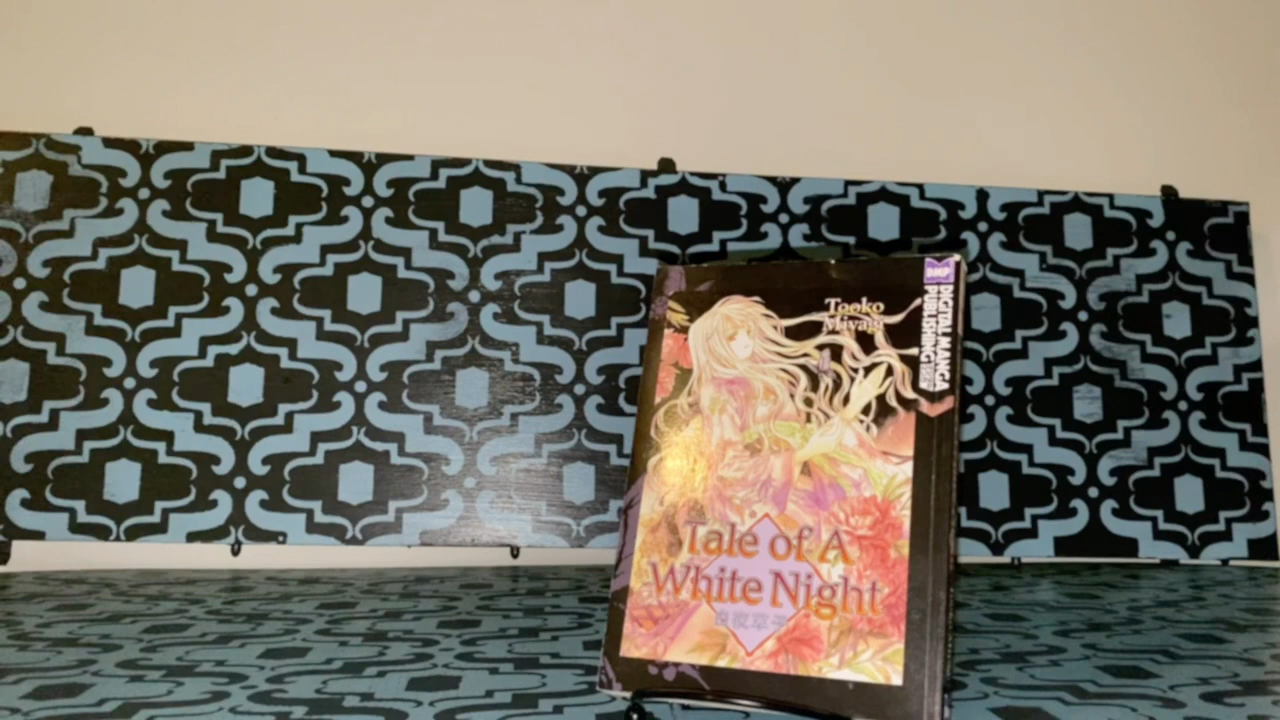 Tooko
Miyagi
DMP
DIGITAL MANGA
PUBLISHING
Tale of A
White Night